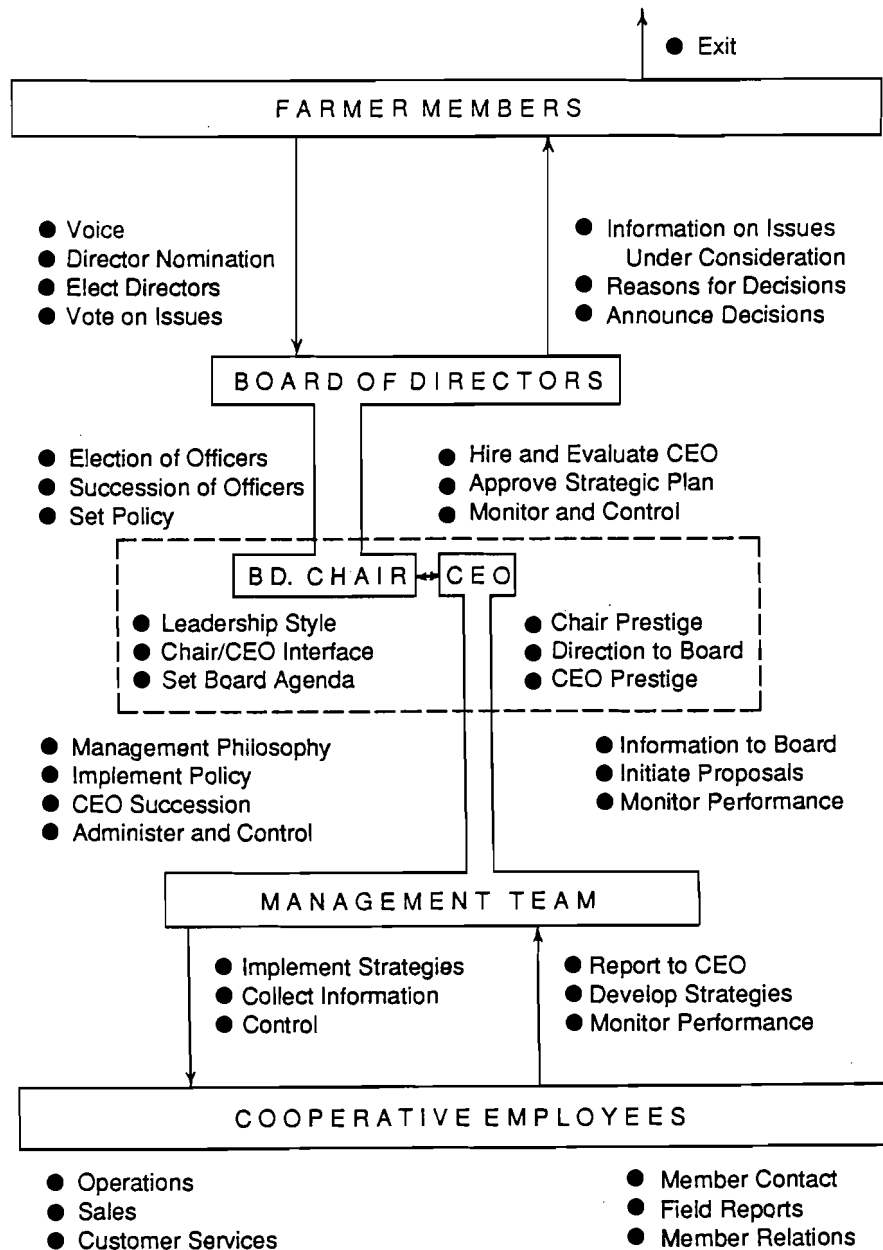 ● Exit
FARMER MEMBERS
● Voice
● Director Nomination
● Elect Directors
● Vote on Issues
● Information on Issues
Under Consideration
● Reasons for Decisions
● Announce Decisions
BOARD OF DIRECTORS
● Election of Officers
● Succession of Officers
● Set Policy
● Hire and Evaluate CEO
● Approve Strategic Plan
● Monitor and Control
BD. CHAIR
CEO
● Leadership Style
● Chair/CEO Interface
● Set Board Agenda
● Chair Prestige
● Direction to Board
● CEO Prestige
● Management Philosophy
● Implement Policy
● CEO Succession
● Administer and Control
● Information to Board
● Initiate Proposals
● Monitor Performance
MANAGEMENT TEAM
● Implement Strategies
● Collect Information
● Control
● Report to CEO
● Develop Strategies
● Monitor Performance
COOPERATIVE EMPLOYEES
● Operations
● Sales
● Customer Services
● Member Contact
● Field Reports
● Member Relations